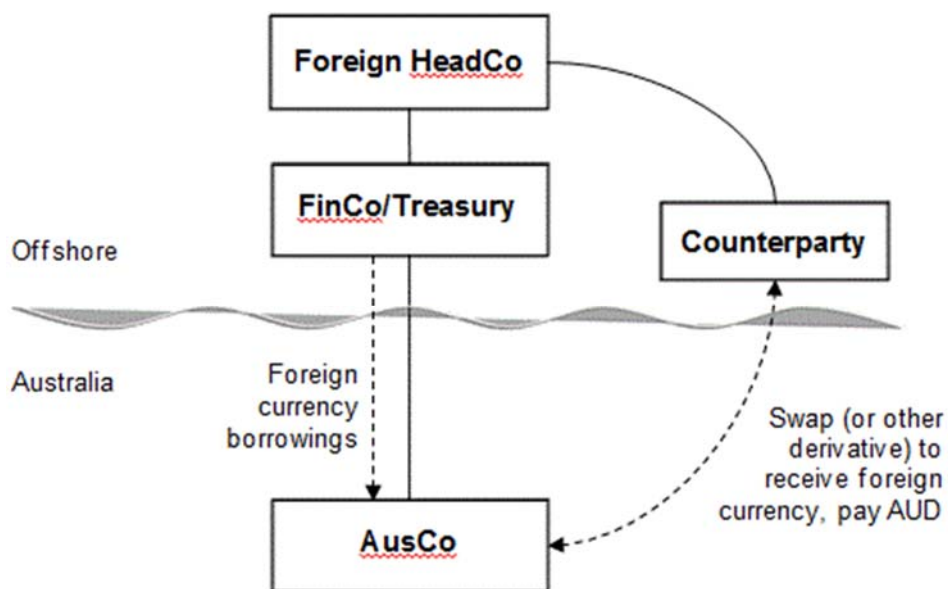 Foreign HeadCo
FinCo/Treasury
Counterparty
Offshore
Australia
Foreign
currency
borrowings
Swap (or other
derivative) to
receive foreign
currency, pay AUD
AusCo